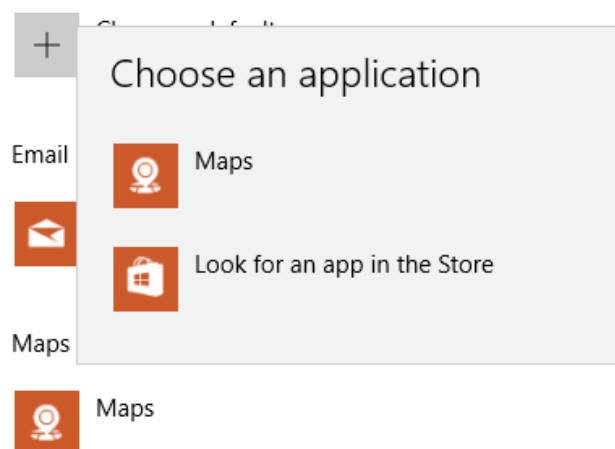 Choose an application
Email
Maps
Look for an app in the Store
Maps
Maps